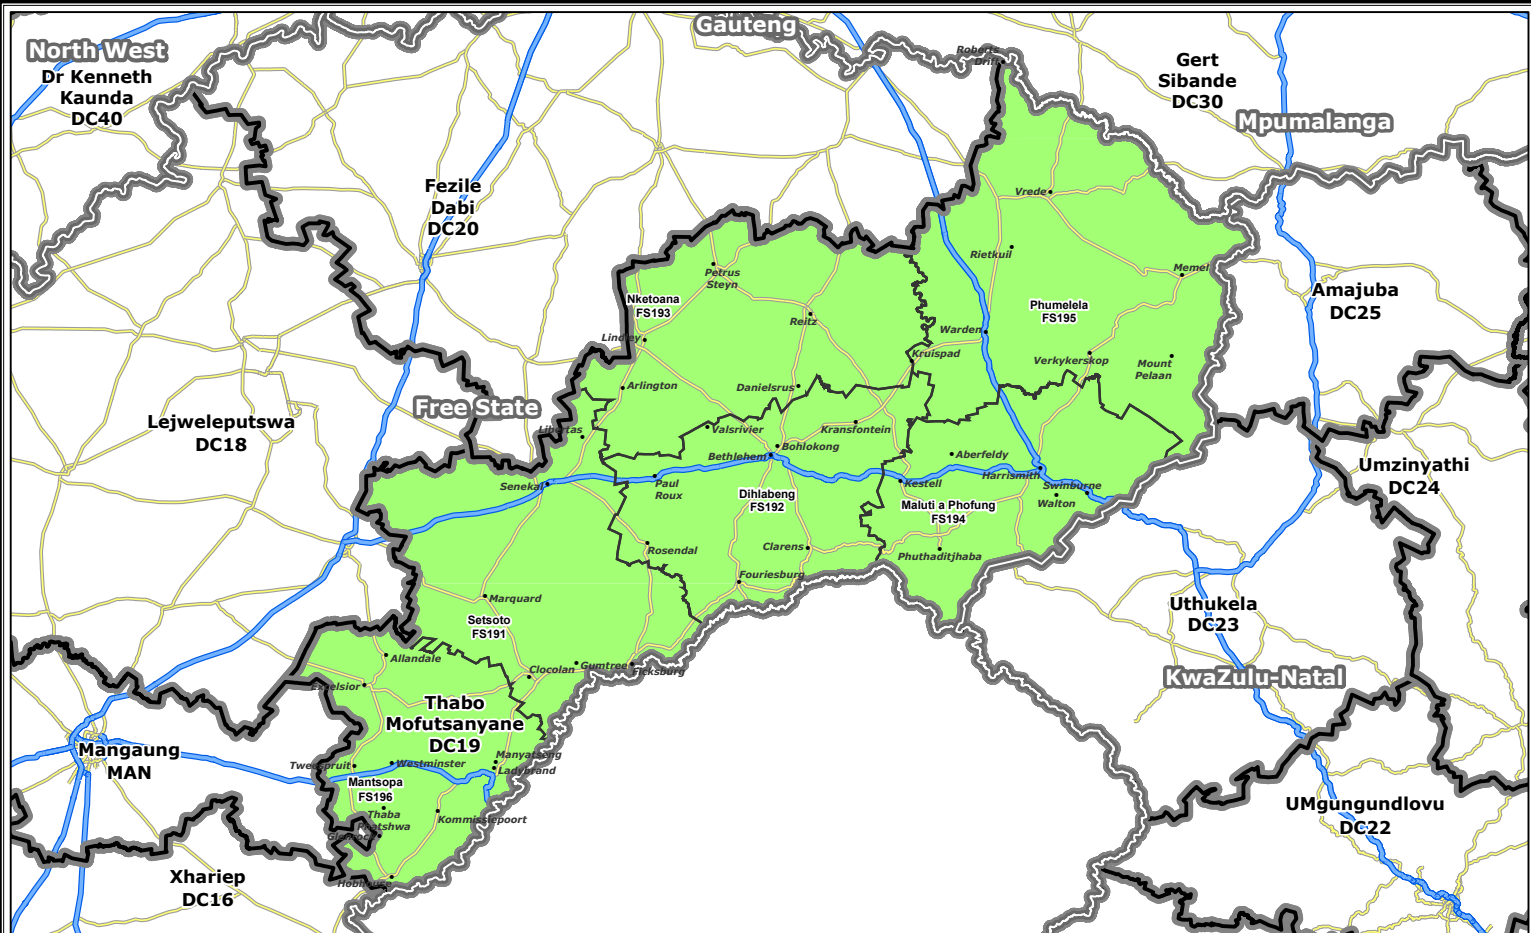 Gauteng
North West
Dr Kenneth
Kaunda
DC40
Roberts
Drift
Gert
Sibande
DC30
Mpumalanga
Fezile
Dabi
DC20
Vrede
Rietkuil
Memel
Petrus
Steyn
Nketoana
FS193
Reitz
Phumelela
FS195
Amajuba
DC25
Lindley
Warden
Kruispad
Verkykerskop
Mount
Pelaan
Arlington
Danielsrus
Free State
Lejweleputswa
DC18
Libertas
Valsrivier
Kransfontein
Bohlokong
Bethlehem
Aberfeldy
Umzinyathi
DC24
Senekal
Paul
Roux
Kestell
Harrismith
Swinburne
Walton
Dihlabeng
FS192
Maluti a Phofung
FS194
Rosendal
Clarens
Phuthaditjhaba
Fouriesburg
Marquard
Setsoto
FS191
Uthukela
DC23
Allandale
Clocolan
Gumtree
Ficksburg
KwaZulu-Natal
Excelsior
Thabo
Mofutsanyane
DC19
Mangaung
MAN
Tweespruit
Westminster
Manyatseng
Ladybrand
Mantsopa
FS196
Thaba
Phatshwa
Kommissiepoort
UMgungundlovu
DC22
Xhariep
DC16
Hobhouse